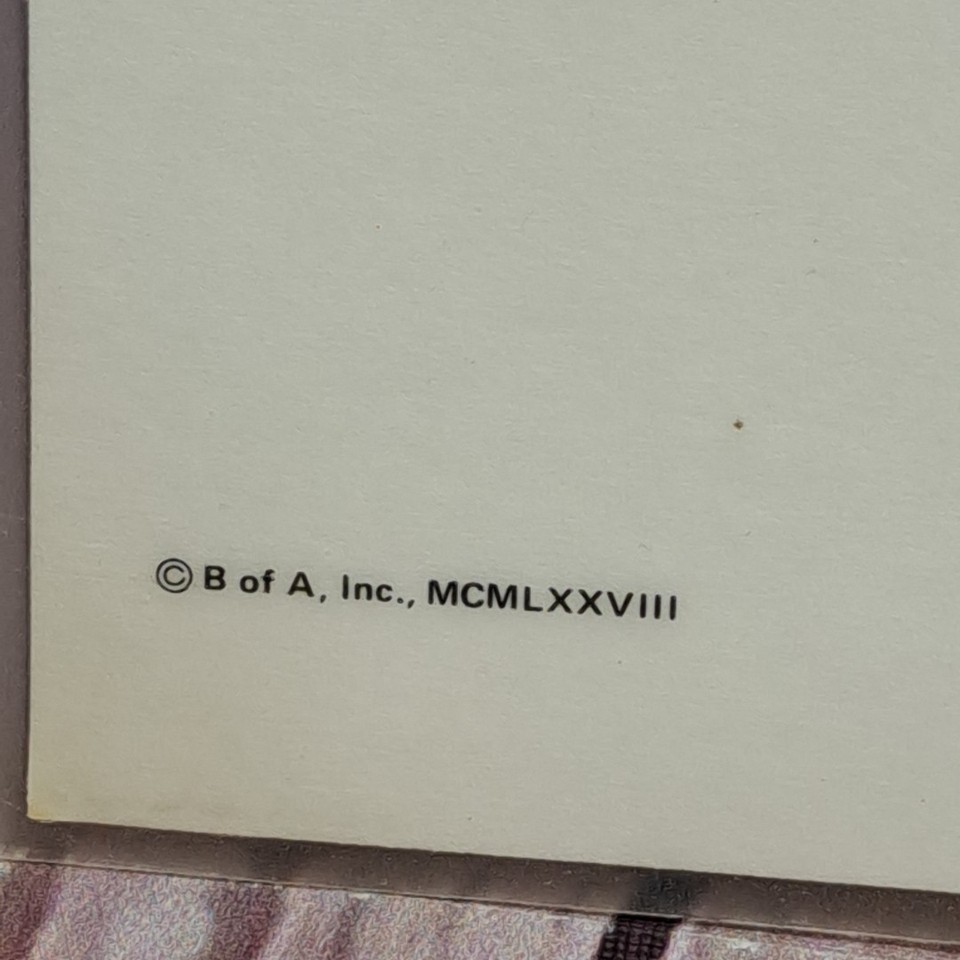 © B of A, Inc., MCMLXXVIII